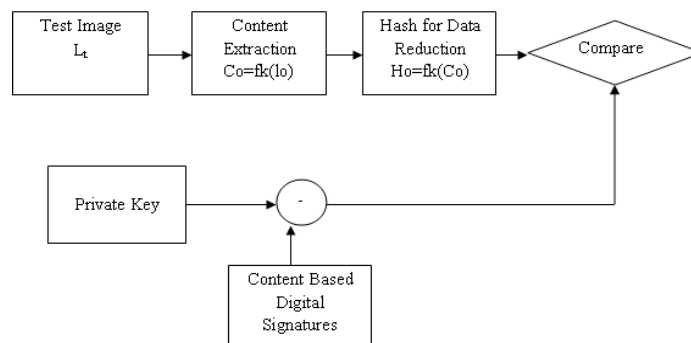 Test Image
Lt
Content
Extraction
Co=fk(lo)
Hash for Data
Reduction
Ho=fk(Co)
Compare
Private Key
-
Content Based
Digital
Signatures